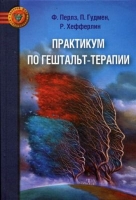 Ф. Перлз, П. Гудмен,
Р. Хефферлин
ПРАКТИКУМ
ПО ГЕШТАЛЬТ-ТЕРАПИИ